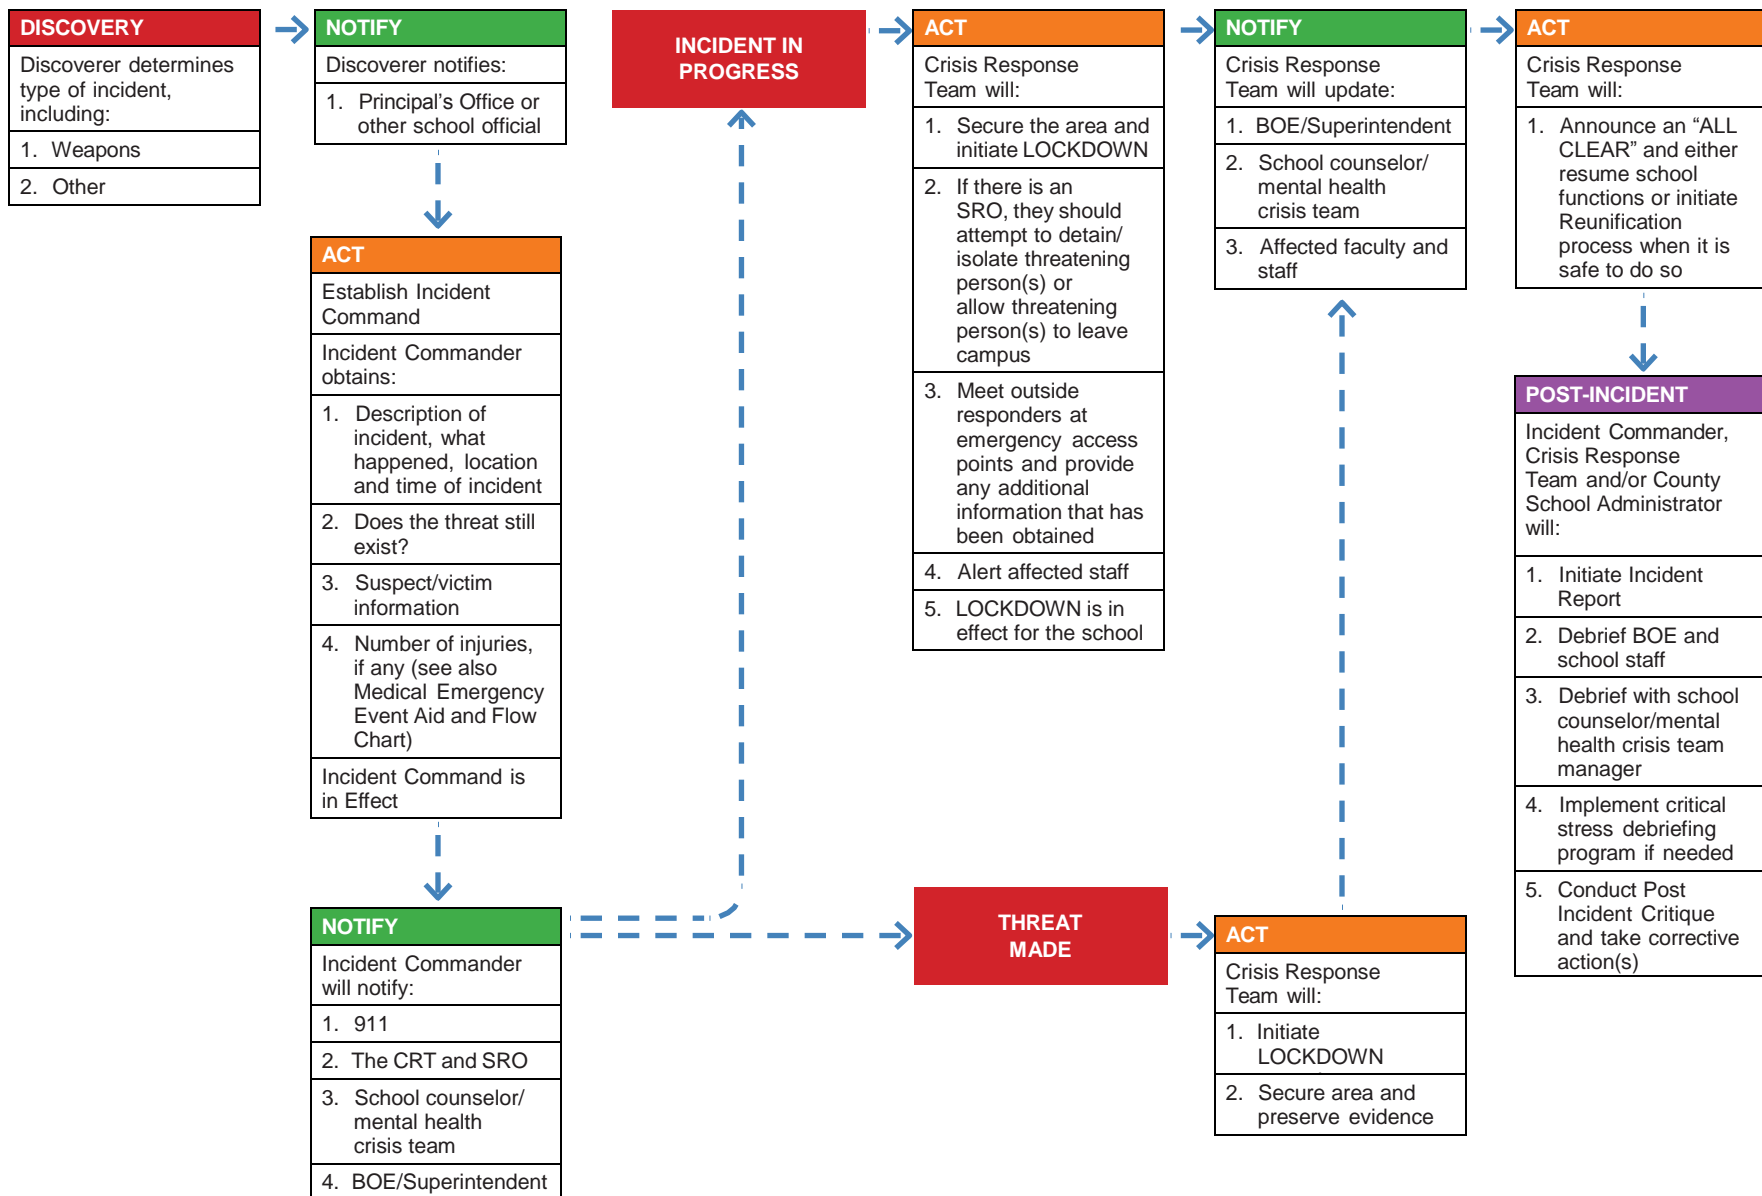 DISCOVERY
Discoverer determines
type of incident,
including:
1. Weapons
2. Other
NOTIFY
Discoverer notifies:
1. Principal's Office or
other school official
ACT
Establish Incident
Command
Incident Commander
obtains:
1. Description of
incident, what
happened, location
and time of incident
2. Does the threat still
exist?
3. Suspect/victim
information
4. Number of injuries,
if any (see also
Medical Emergency
Event Aid and Flow
Chart)
Incident Command is
in Effect
NOTIFY
Incident Commander
will notify:
1. 911
2. The CRT and SRO
3. School counselor/
mental health
crisis team
4. BOE/Superintendent
INCIDENT IN
PROGRESS
ACT
Crisis Response
Team will:
1. Secure the area and
initiate LOCKDOWN
2. If there is an
SRO, they should
attempt to detain/
isolate threatening
person(s) or
allow threatening
person(s) to leave
campus
3. Meet outside
responders at
emergency access
points and provide
any additional
information that has
been obtained
4. Alert affected staff
5. LOCKDOWN is in
effect for the school
THREAT
MADE
ACT
Crisis Response
Team will:
1. Initiate
LOCKDOWN
2. Secure area and
preserve evidence
NOTIFY
Crisis Response
Team will update:
1. BOE/Superintendent
2. School counselor/
mental health
crisis team
3. Affected faculty and
staff
ACT
Crisis Response
Team will:
1. Announce an “ALL
CLEAR” and either
resume school
functions or initiate
Reunification
process when it is
safe to do so
POST-INCIDENT
Incident Commander,
Crisis Response
Team and/or County
School Administrator
will:
1. Initiate Incident
Report
2. Debrief BOE and
school staff
3. Debrief with school
counselor/mental
health crisis team
manager
4. Implement critical
stress debriefing
program if needed
5. Conduct Post
Incident Critique
and take corrective
action(s)